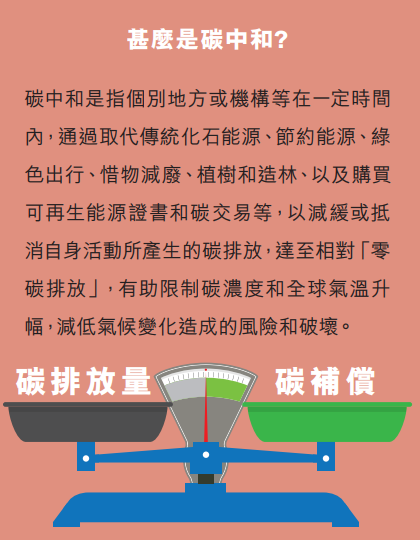 甚麼是碳中和?
碳中和是指個別地方或機構等在一定時間
內，通過取代傳統化石能源、節約能源、綠
色出行、惜物減廢、植樹和造林、以及購買
可再生能源證書和碳交易等，以減緩或抵
消自身活動所產生的碳排放，達至相對「零
碳排放」，有助限制碳濃度和全球氣溫升
幅，減低氣候變化造成的風險和破壞。
碳排放量
碳補償